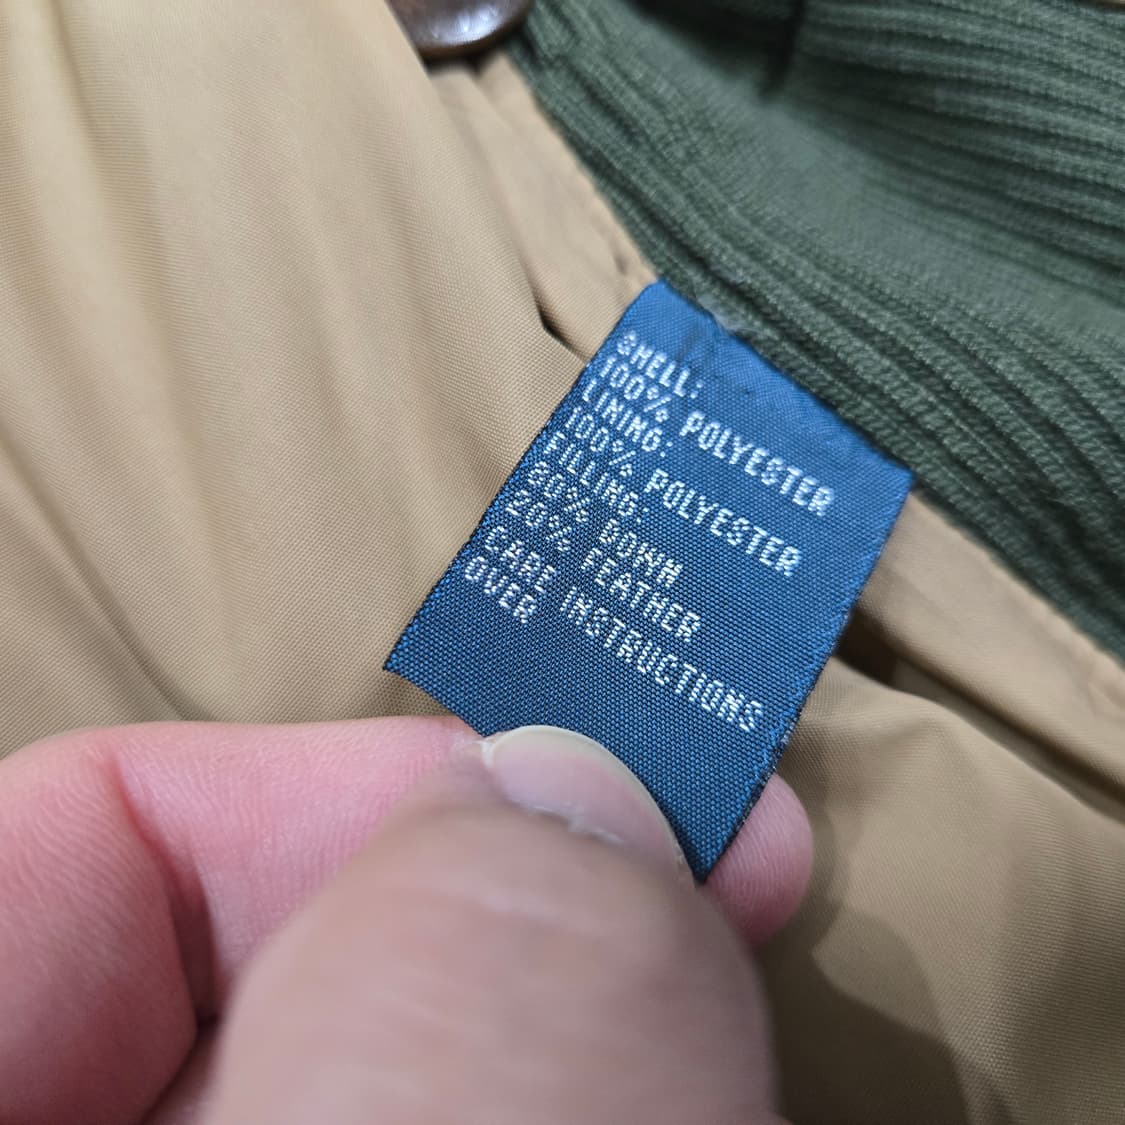 SHELL:
100% POLYESTER
LINING:
100% POLYESTER
FILLING:
80% DOWN
20% FEATHER
CARE INSTRUCTIONS
OVER